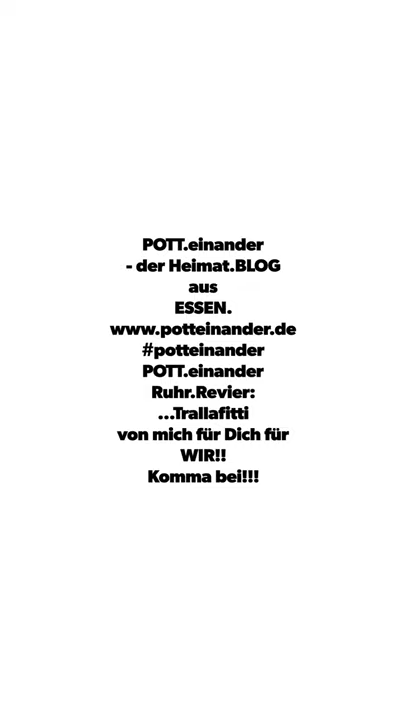 POTT.einander
- der Heimat.BLOG
aus
ESSEN.
www.potteinander.de
#potteinander
POTT.einander
Ruhr.Revier:
...Trallafitti
von mich für Dich für
WIR!!
Komma bei!!!